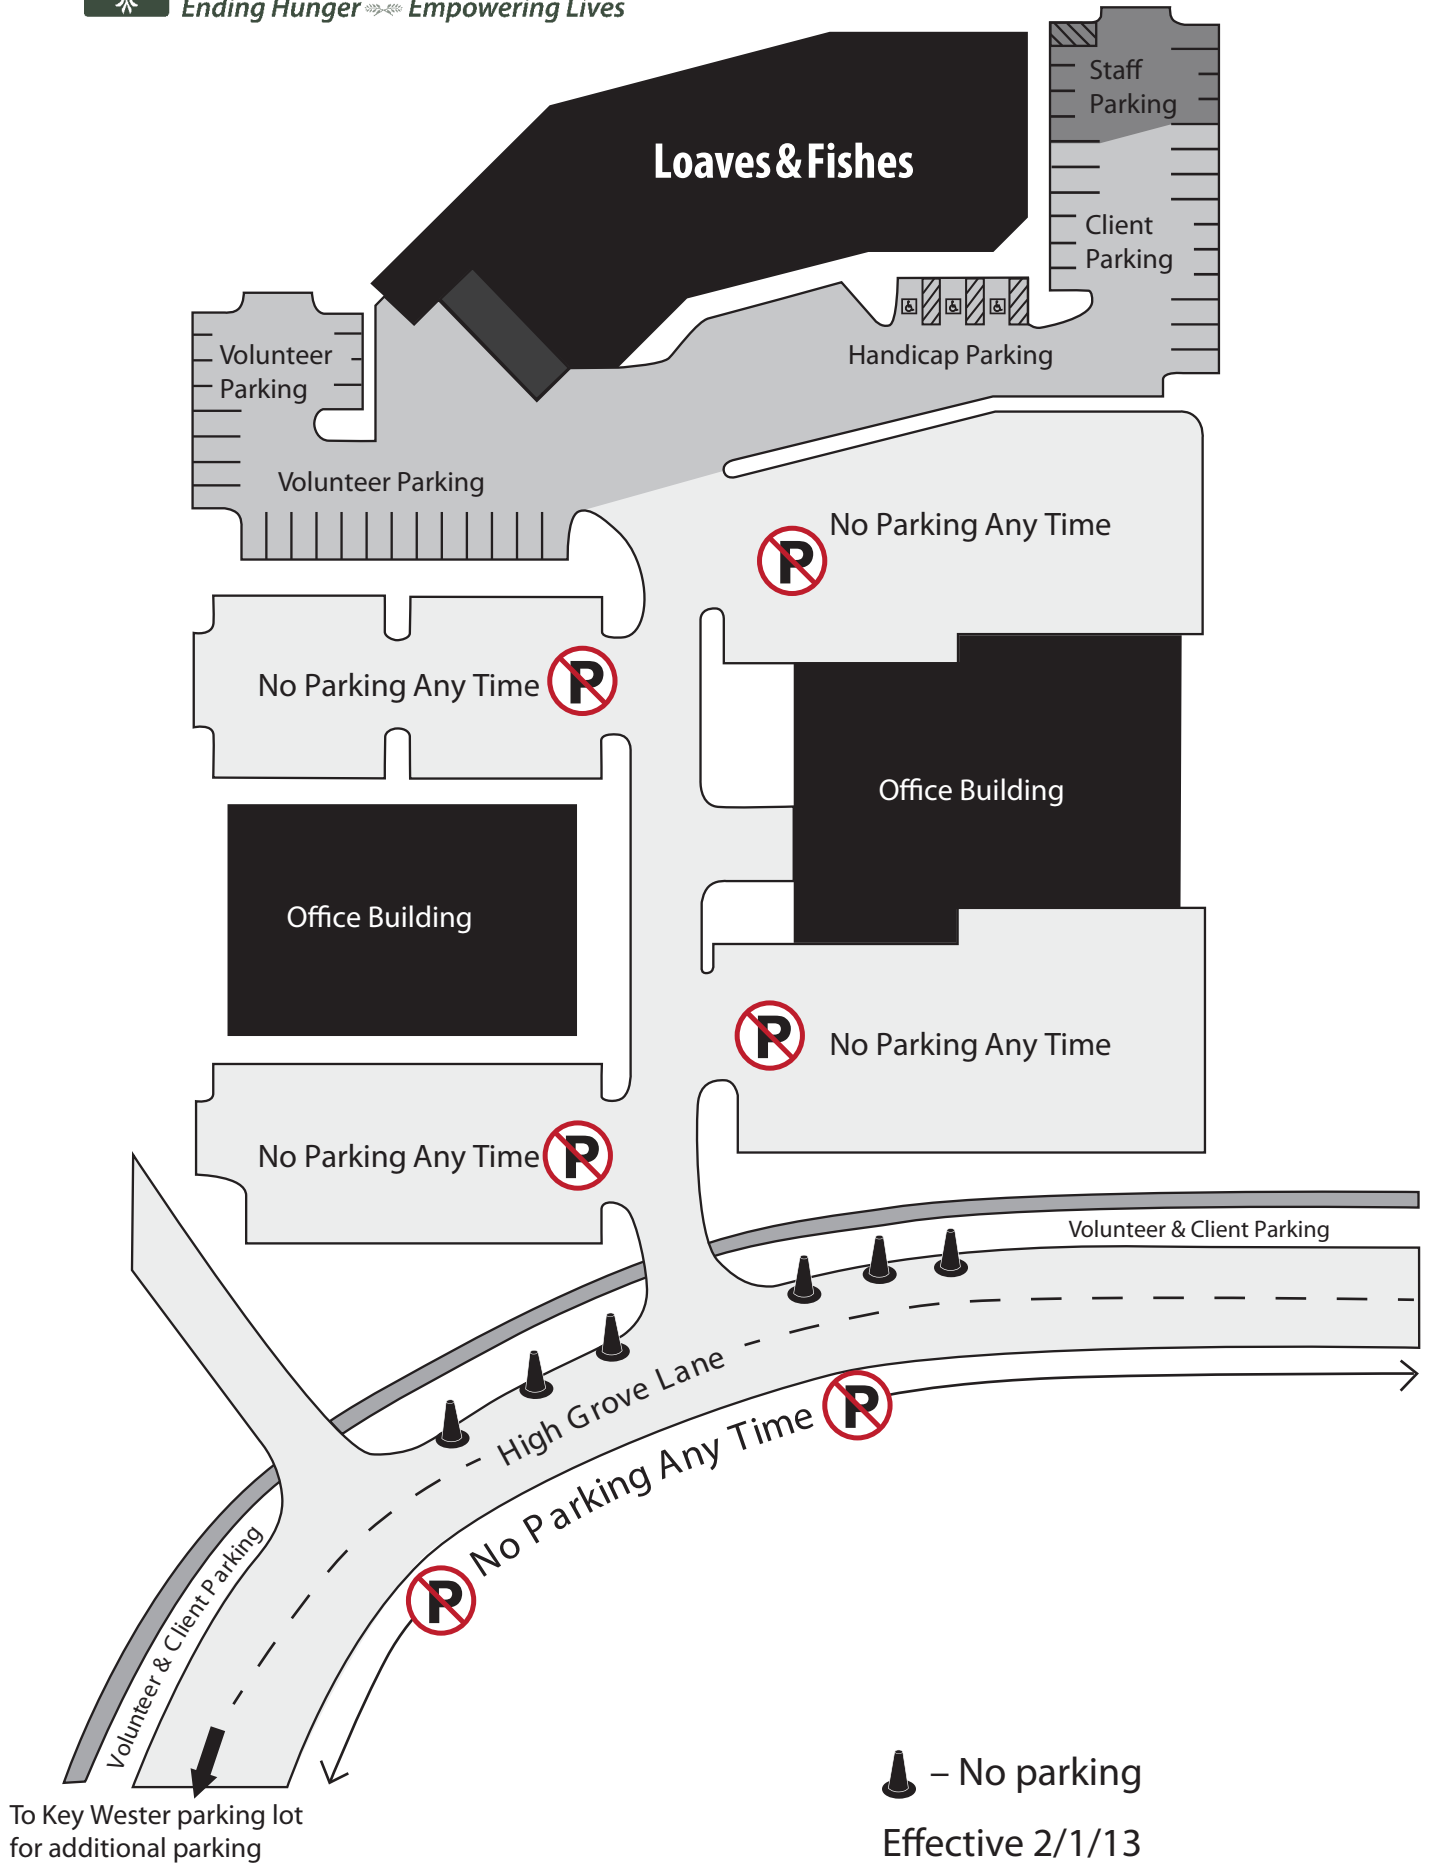 Ending Hunger Empowering Lives
Staff
Parking
Loaves & Fishes
Client
Parking
Volunteer
Parking
Handicap Parking
Volunteer Parking
No Parking Any Time
P
No Parking Any Time
P
Office Building
Office Building
P
No Parking Any Time
No Parking Any Time
P
Volunteer & Client Parking
High Grove Lane
No Parking Any Time
P
P
Volunteer & Client Parking
– No parking
To Key Wester parking lot
for additional parking
Effective 2/1/13